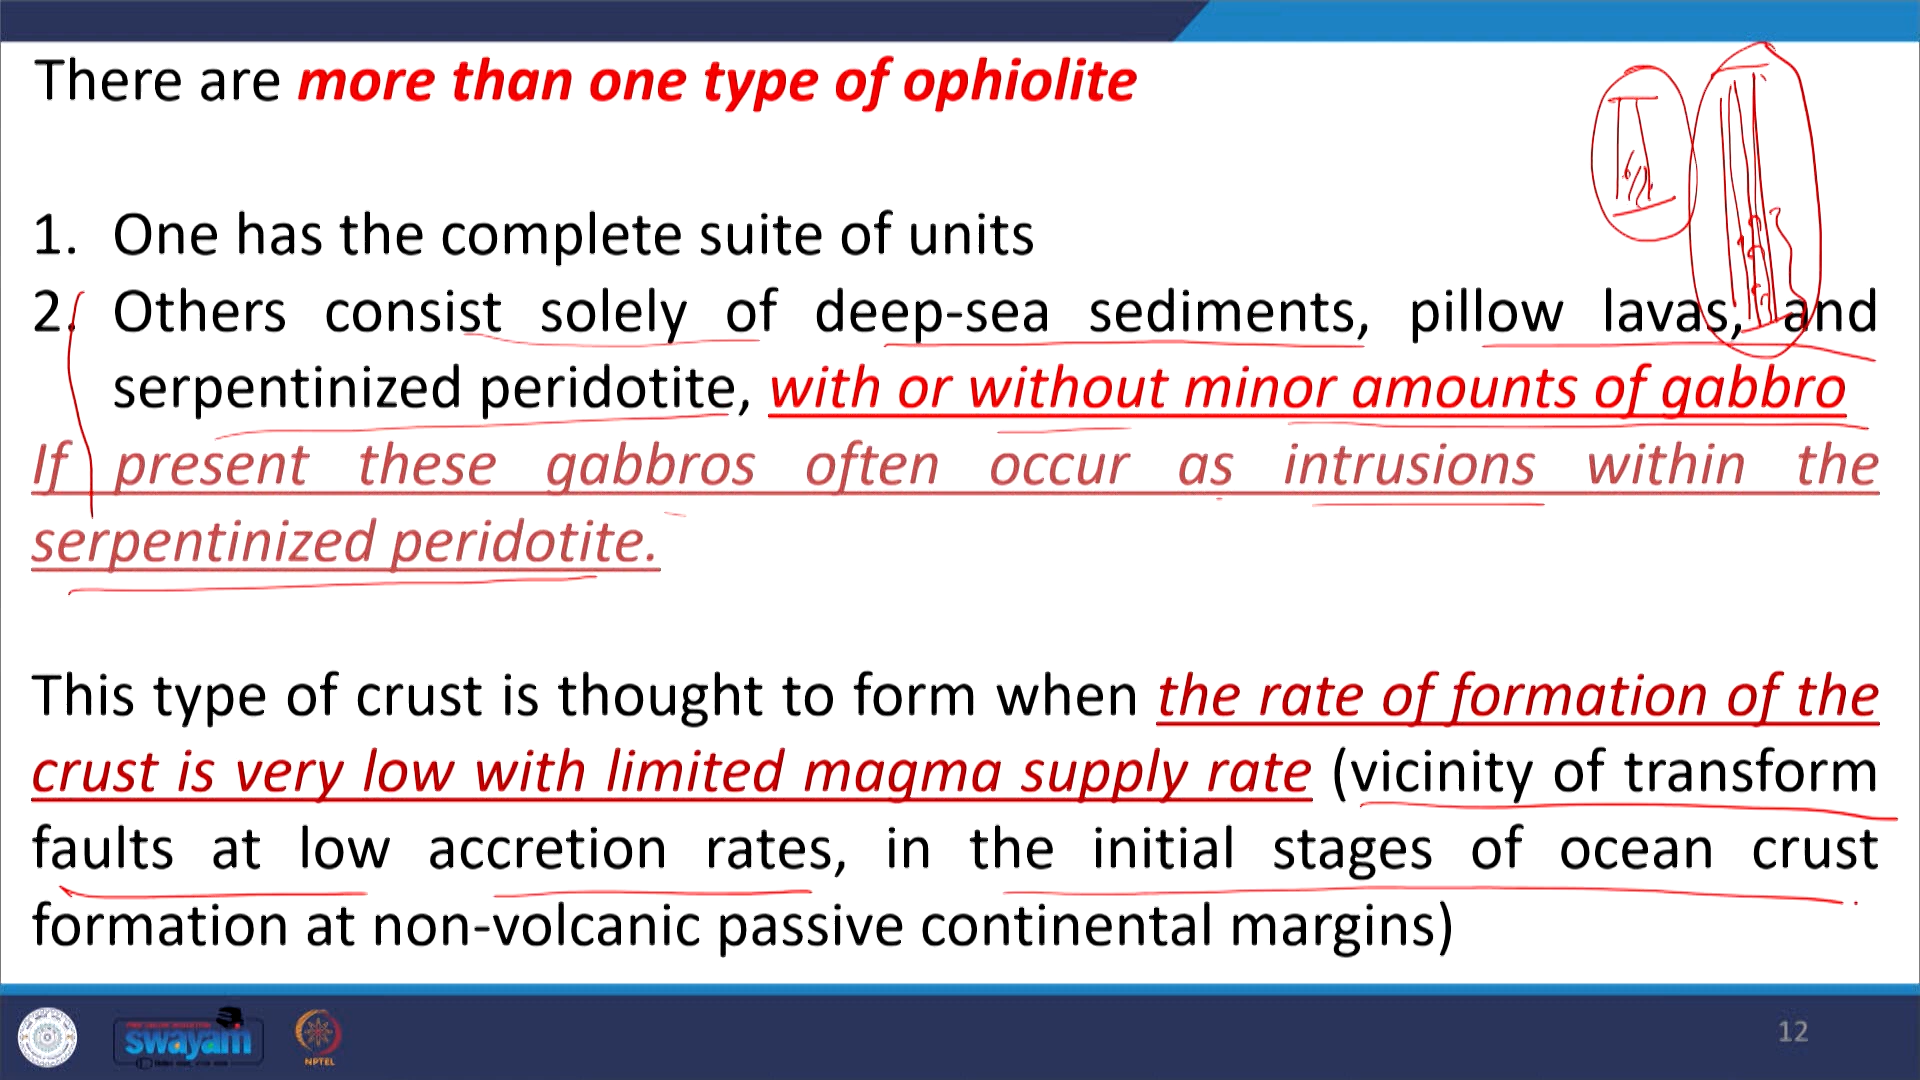 There are more than one type of ophiolite
1. One has the complete suite of units
2. Others consist solely of deep-sea sediments, pillow lavas, and
serpentinized peridotite, with or without minor amounts of gabbro
If present these gabbros often occur as intrusions within the
serpentinized peridotite.
This type of crust is thought to form when the rate of formation of the
crust is very low with limited magma supply rate (vicinity of transform
faults at low accretion rates, in the initial stages of ocean crust
formation at non-volcanic passive continental margins)
swayam
NPTEL
12